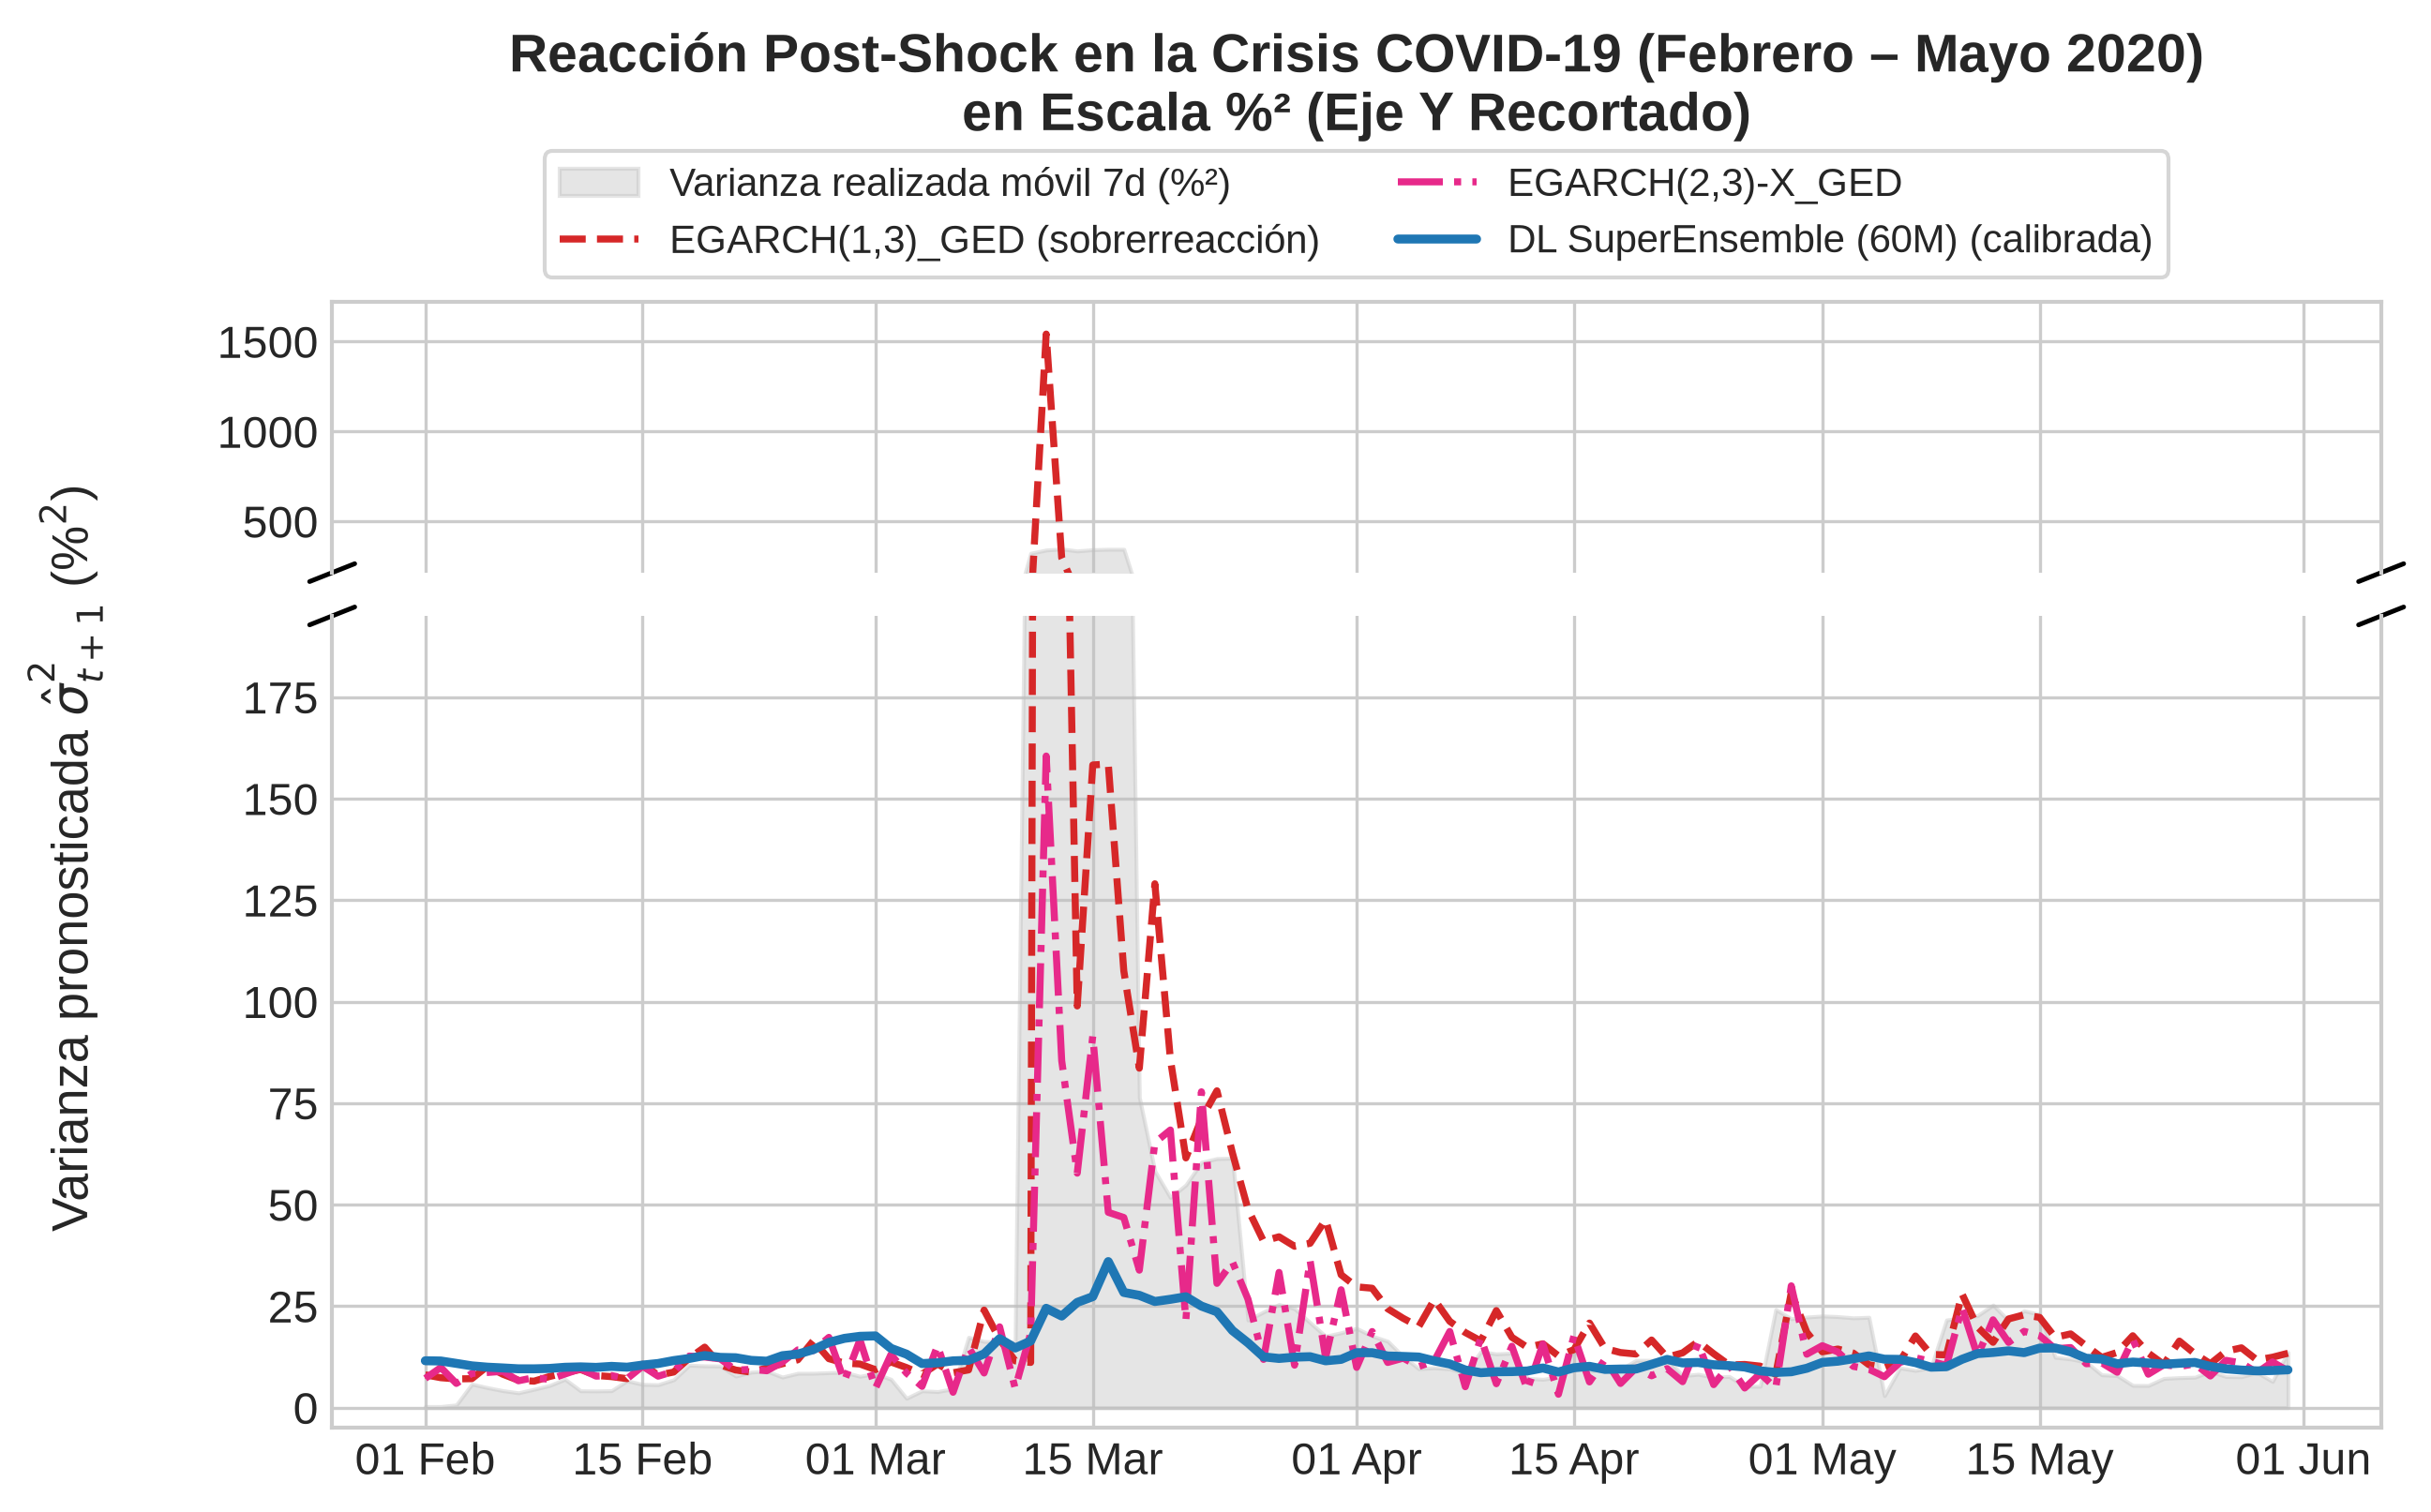 Reacción Post-Shock en la Crisis COVID-19 (Febrero – Mayo 2020)
en Escala %² (Eje Y Recortado)
Varianza realizada móvil 7d (%²)
EGARCH(1,3)_GED (sobrerreacción)
EGARCH(2,3)-X_GED
DL SuperEnsemble (60M) (calibrada)
Varianza pronosticada σ̂²ₜ₊₁ (%²)
1500
1000
500
175
150
125
100
75
50
25
0
01 Feb
15 Feb
01 Mar
15 Mar
01 Apr
15 Apr
01 May
15 May
01 Jun